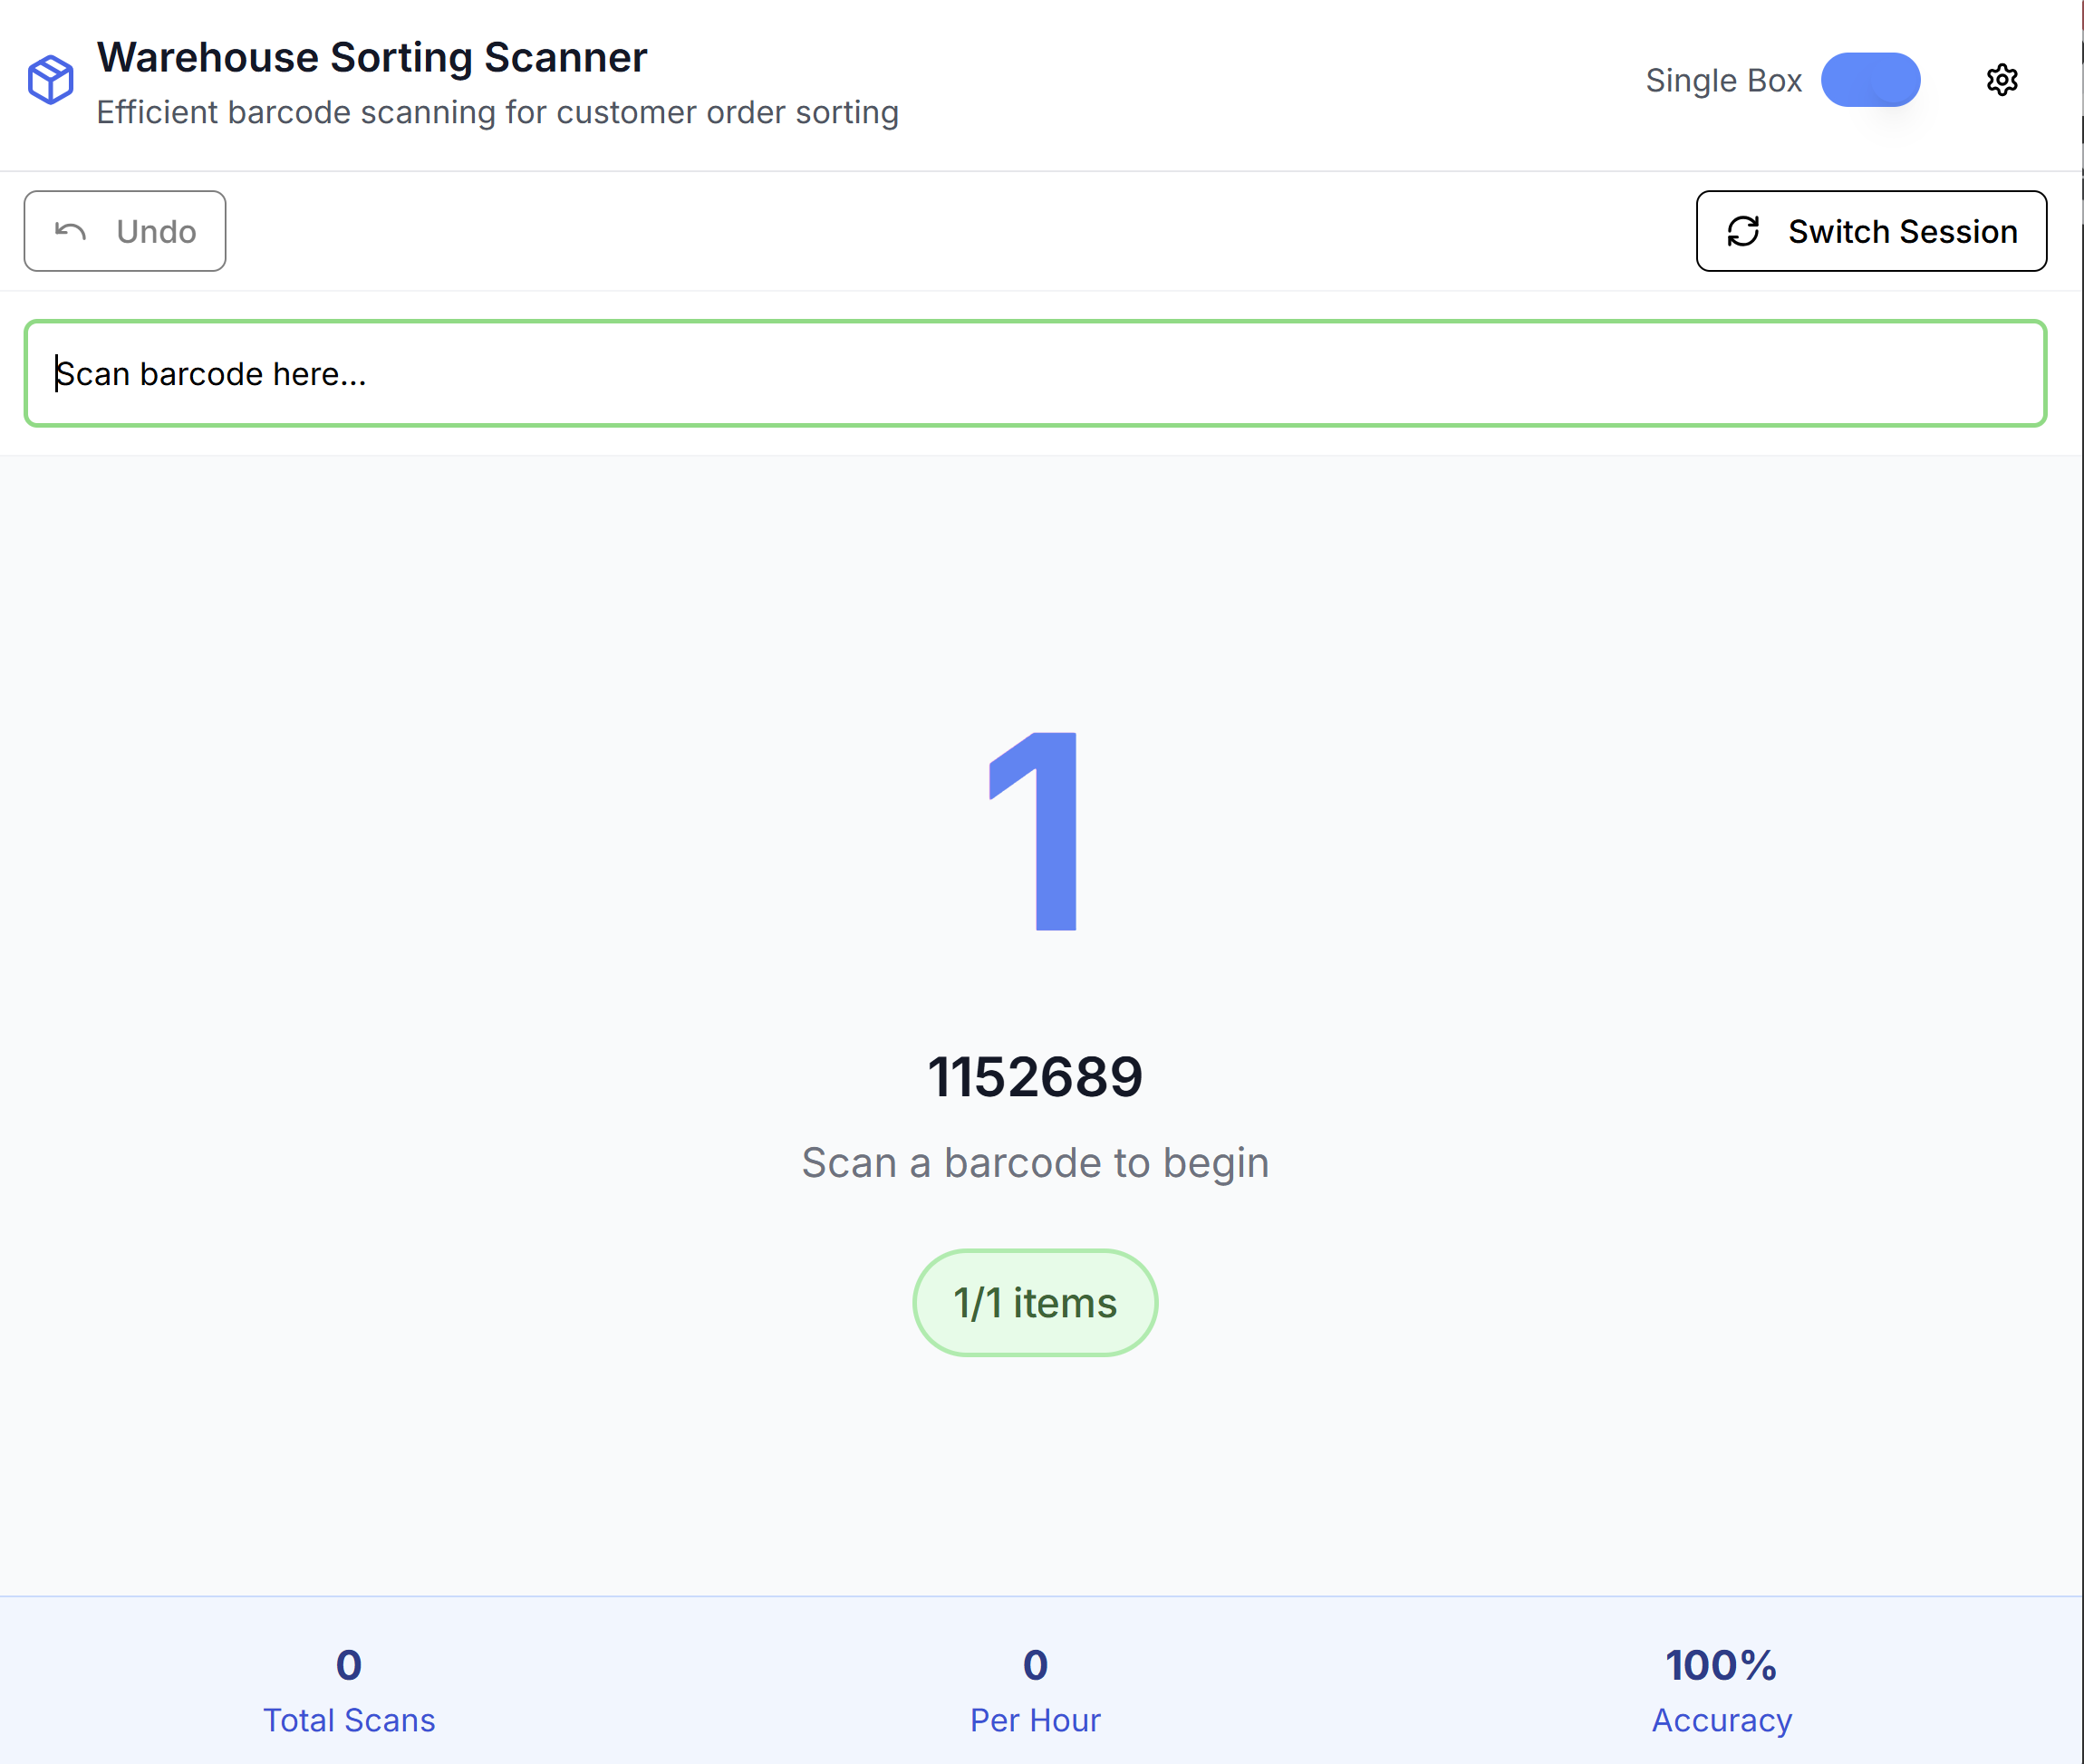 Warehouse Sorting Scanner
Efficient barcode scanning for customer order sorting
Single Box
Undo
Switch Session
Scan barcode here...
1
1152689
Scan a barcode to begin
1/1 items
0
Total Scans
0
Per Hour
100%
Accuracy